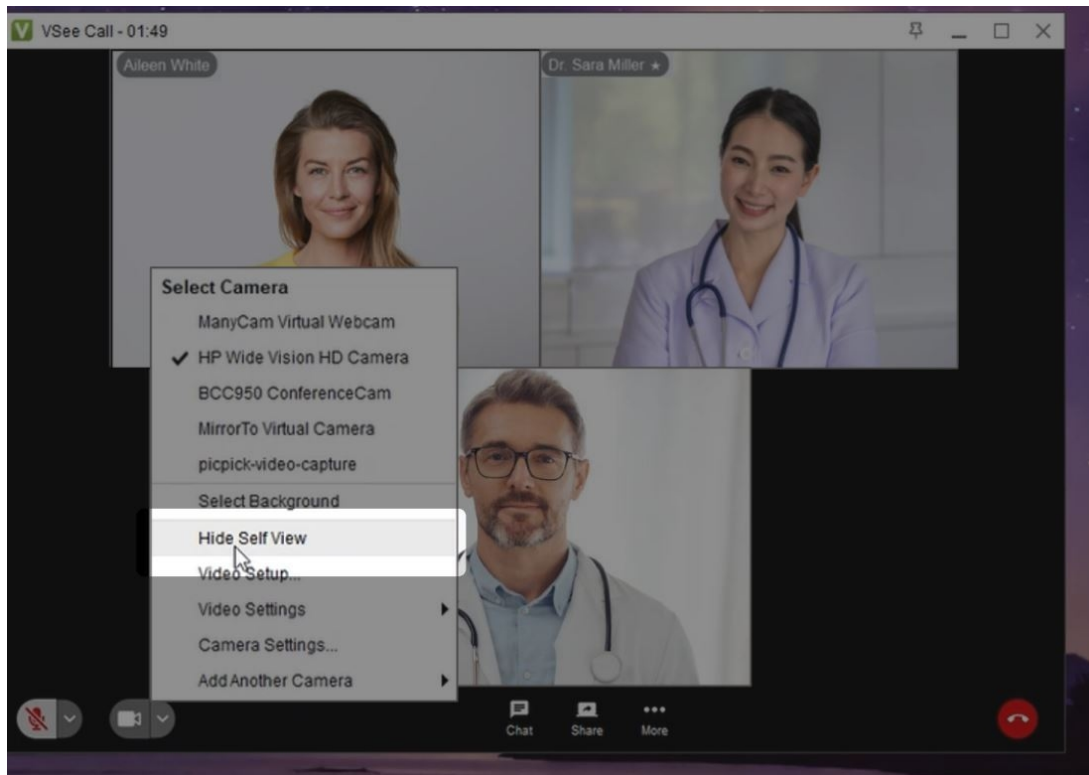 VSee Call - 01:49
Aileen White
Dr. Sara Miller ★
Select Camera
ManyCam Virtual Webcam
✓ HP Wide Vision HD Camera
BCC950 ConferenceCam
MirrorTo Virtual Camera
picpick-video-capture
Select Background
Hide Self View
Video Setup...
Video Settings
Camera Settings...
Add Another Camera
Chat Share More